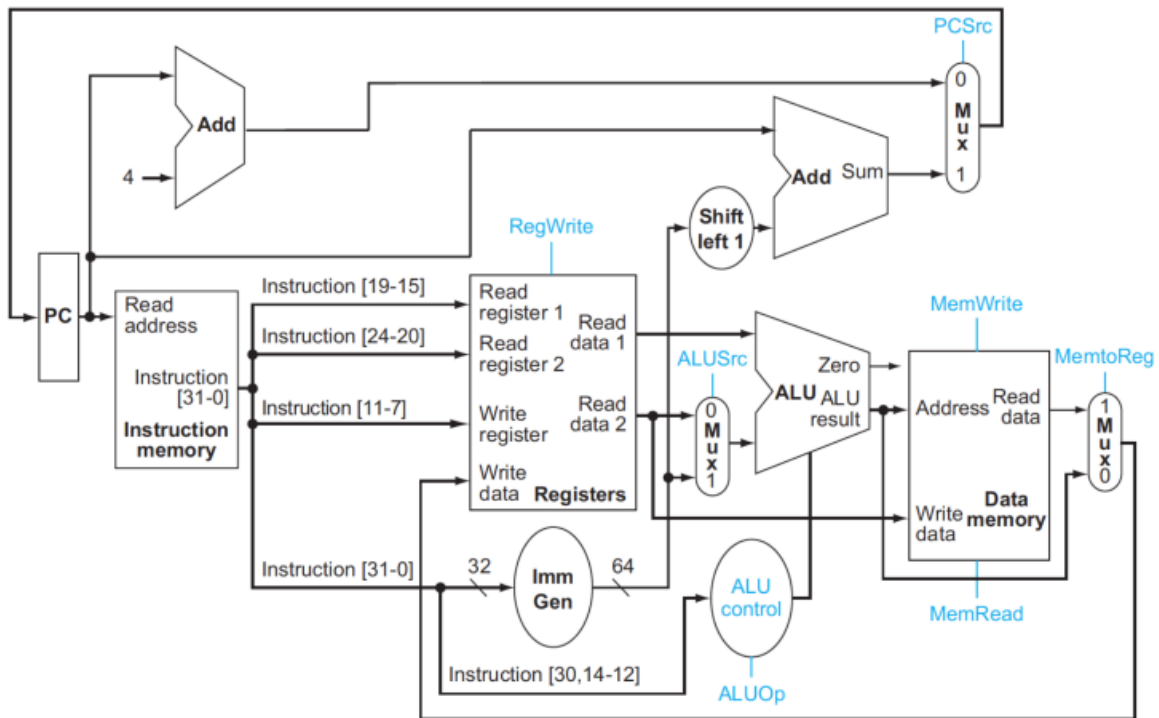 PCSrc
0
M
u
x
1
Add
4
Add
Sum
Shift
left 1
RegWrite
PC
Read
address
Instruction
[31-0]
Instruction
memory
Instruction [19-15]
Instruction [24-20]
Instruction [11-7]
Instruction [31-0]
Read
register 1
Read
register 2
Write
register
Write
data
Read
data 1
Read
data 2
Registers
ALUSrc
0
M
u
x
1
Zero
ALU
ALU
result
MemWrite
Address
Read
data
Write
data
Data
memory
MemRead
MemtoReg
1
M
u
x
0
32
Imm
Gen
64
ALU
control
Instruction [30,14-12]
ALUOp